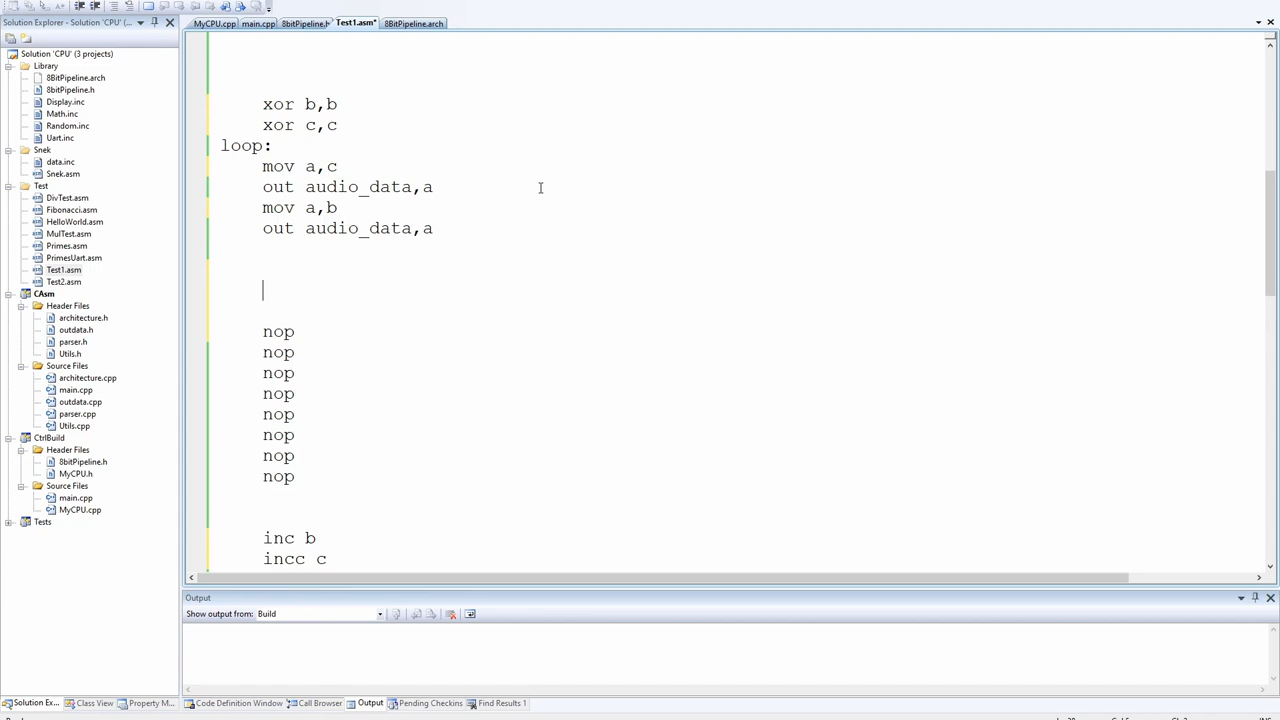 MyCPU.cpp main.cpp 8bitPipeline.h Test1.asm* 8BitPipeline.arch
Solution Explorer - Solution 'CPU' (...
Solution 'CPU' (3 projects)
Library
8BitPipeline.arch
8bitPipeline.h
Display.inc
Math.inc
Random.inc
Uart.inc
Snek
data.inc
Snek.asm
Test
DivTest.asm
Fibonacci.asm
HelloWorld.asm
MulTest.asm
Primes.asm
PrimesUart.asm
Test1.asm
Test2.asm
CAsm
Header Files
architecture.h
outdata.h
parser.h
Utils.h
Source Files
architecture.cpp
main.cpp
outdata.cpp
parser.cpp
Utils.cpp
CtrlBuild
Header Files
8bitPipeline.h
MyCPU.h
Source Files
main.cpp
MyCPU.cpp
Tests
xor b,b
xor c,c
loop:
mov a,c
out audio_data,a
mov a,b
out audio_data,a
nop
nop
nop
nop
nop
nop
nop
nop
inc b
incc c
Output
Show output from: Build
Solution Ex... Class View Property M... Code Definition Window Call Browser Output Pending Checkins Find Results 1